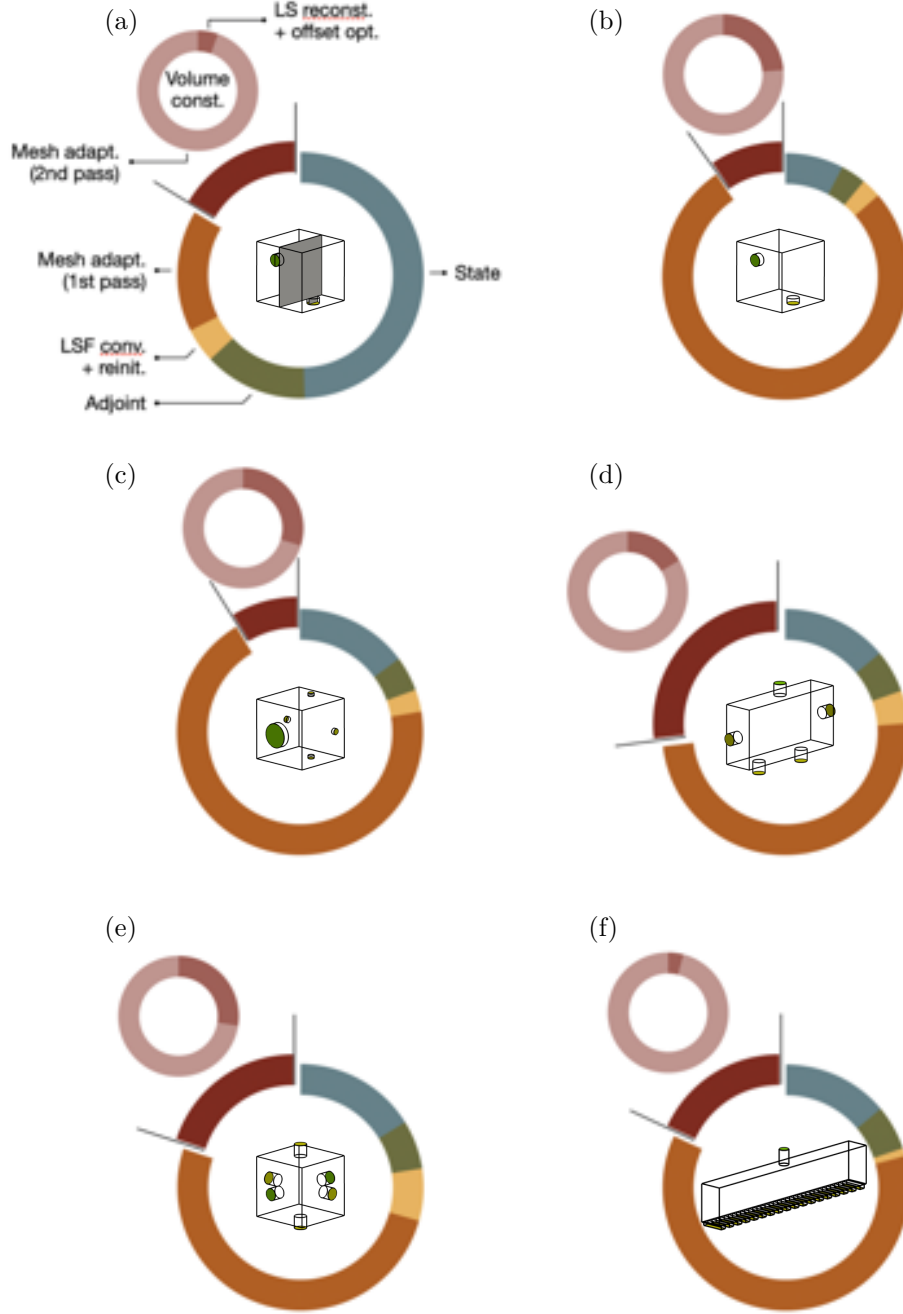 (a)
LS reconst.
+ offset opt.
(b)
Volume
const.
Mesh adapt.
(2nd pass)
Mesh adapt.
(1st pass)
State
LSF conv.
+ reinit.
Adjoint
(c)
(d)
(e)
(f)